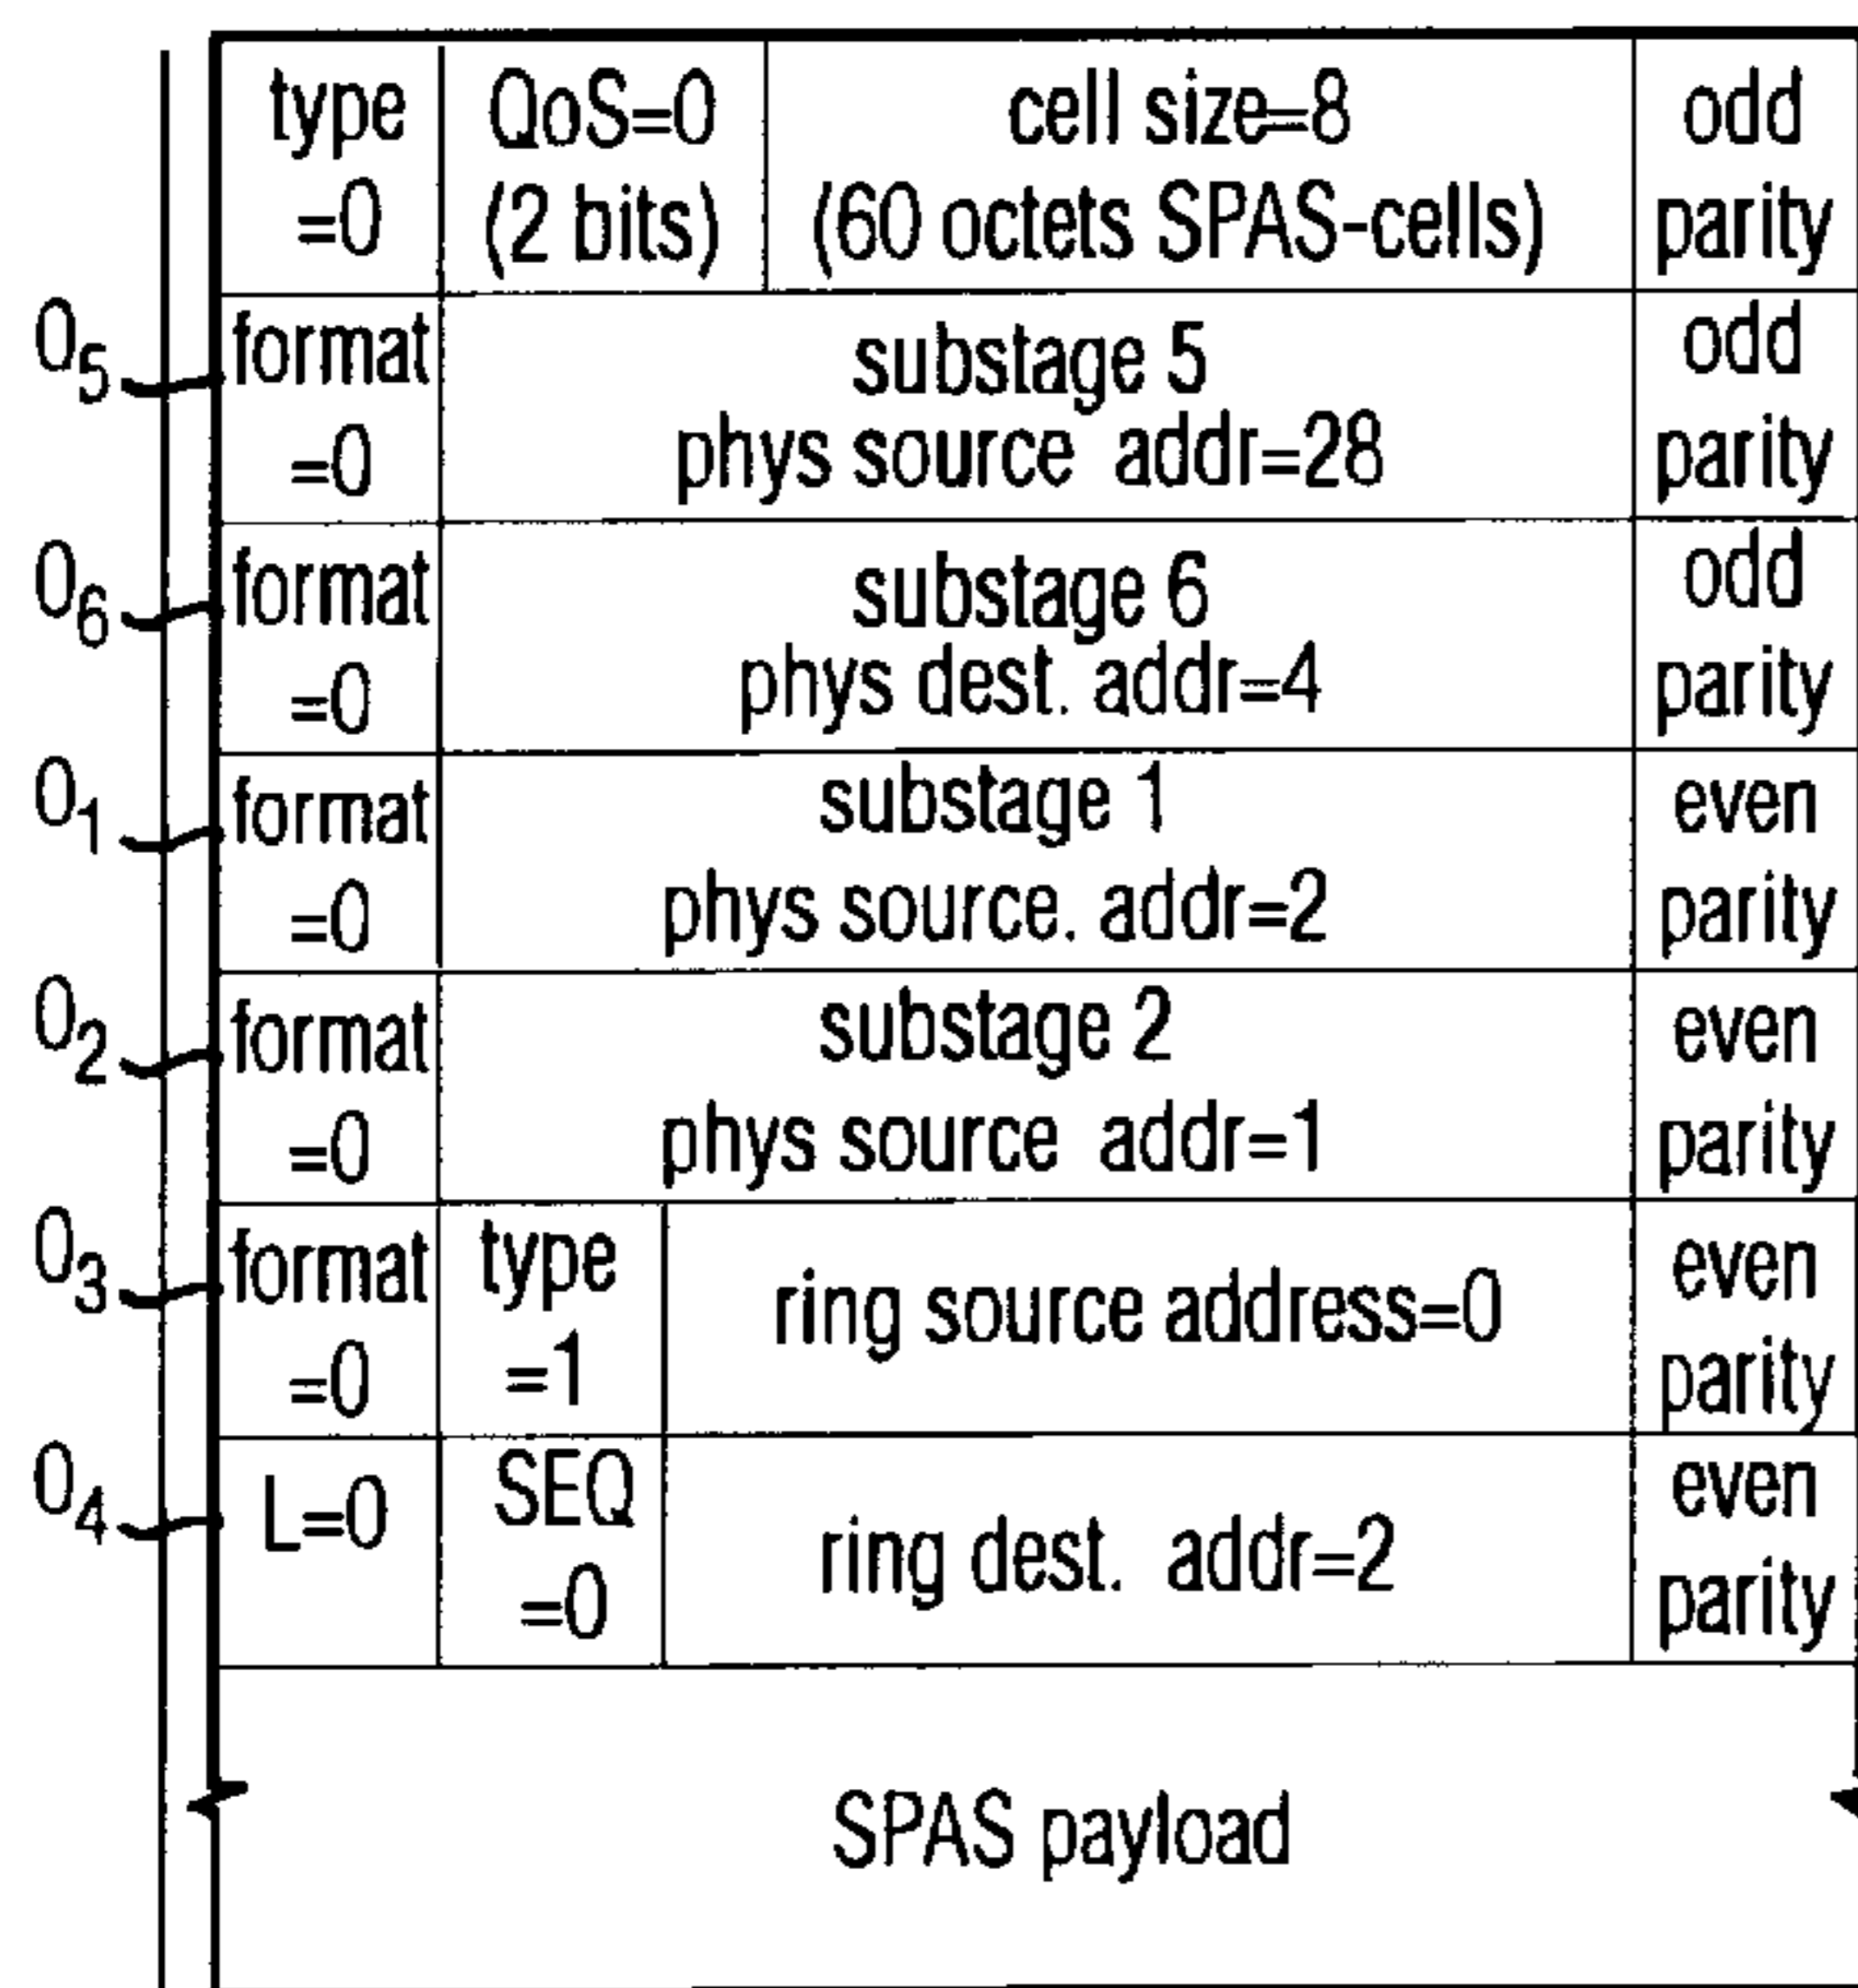 type =0
QoS=0 (2 bits)
cell size=8
(60 octets SPAS-cells)
odd parity
O5
format =0
substage 5
phys source addr=28
odd parity
O6
format =0
substage 6
phys dest. addr=4
odd parity
O1
format =0
substage 1
phys source. addr=2
even parity
O2
format =0
substage 2
phys source addr=1
even parity
O3
format =0
type =1
ring source address=0
even parity
O4
L=0
SEQ =0
ring dest. addr=2
even parity
SPAS payload